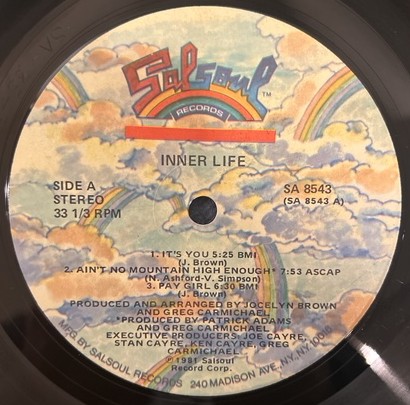 Salsoul™
RECORDS
INNER LIFE
SIDE A
STEREO
33 1/3 RPM
SA 8543
(SA 8543 A)
1. IT'S YOU 5:25 BMI
(J. Brown)
2. AIN'T NO MOUNTAIN HIGH ENOUGH* 7:53 ASCAP
(N. Ashford-V. Simpson)
3. PAY GIRL 6:30 BMI
(J. Brown)
PRODUCED AND ARRANGED BY JOCELYN BROWN
AND GREG CARMICHAEL
*PRODUCED BY PATRICK ADAMS
AND GREG CARMICHAEL
EXECUTIVE PRODUCERS: JOE CAYRE,
STAN CAYRE, KEN CAYRE, GREG
CARMICHAEL.
℗1981 Salsoul
Record Corp.
MFG. BY SALSOUL RECORDS 240 MADISON AVE, NY, NY